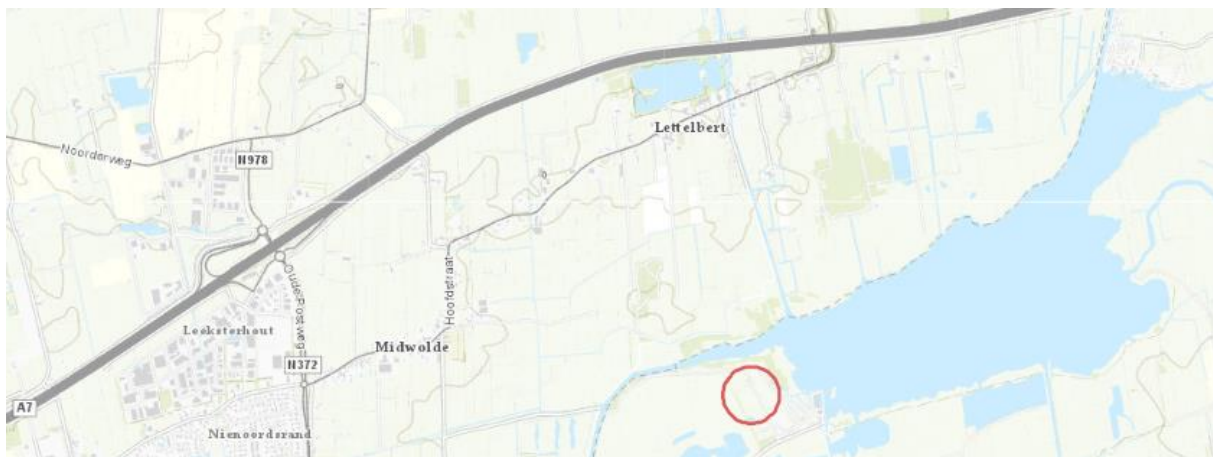 Lettelbert
Noorderweg
N978
Hoofdstraat
Oude Postweg
Leeksterhout
Midwolde
N372
A7
Nienoordsrand